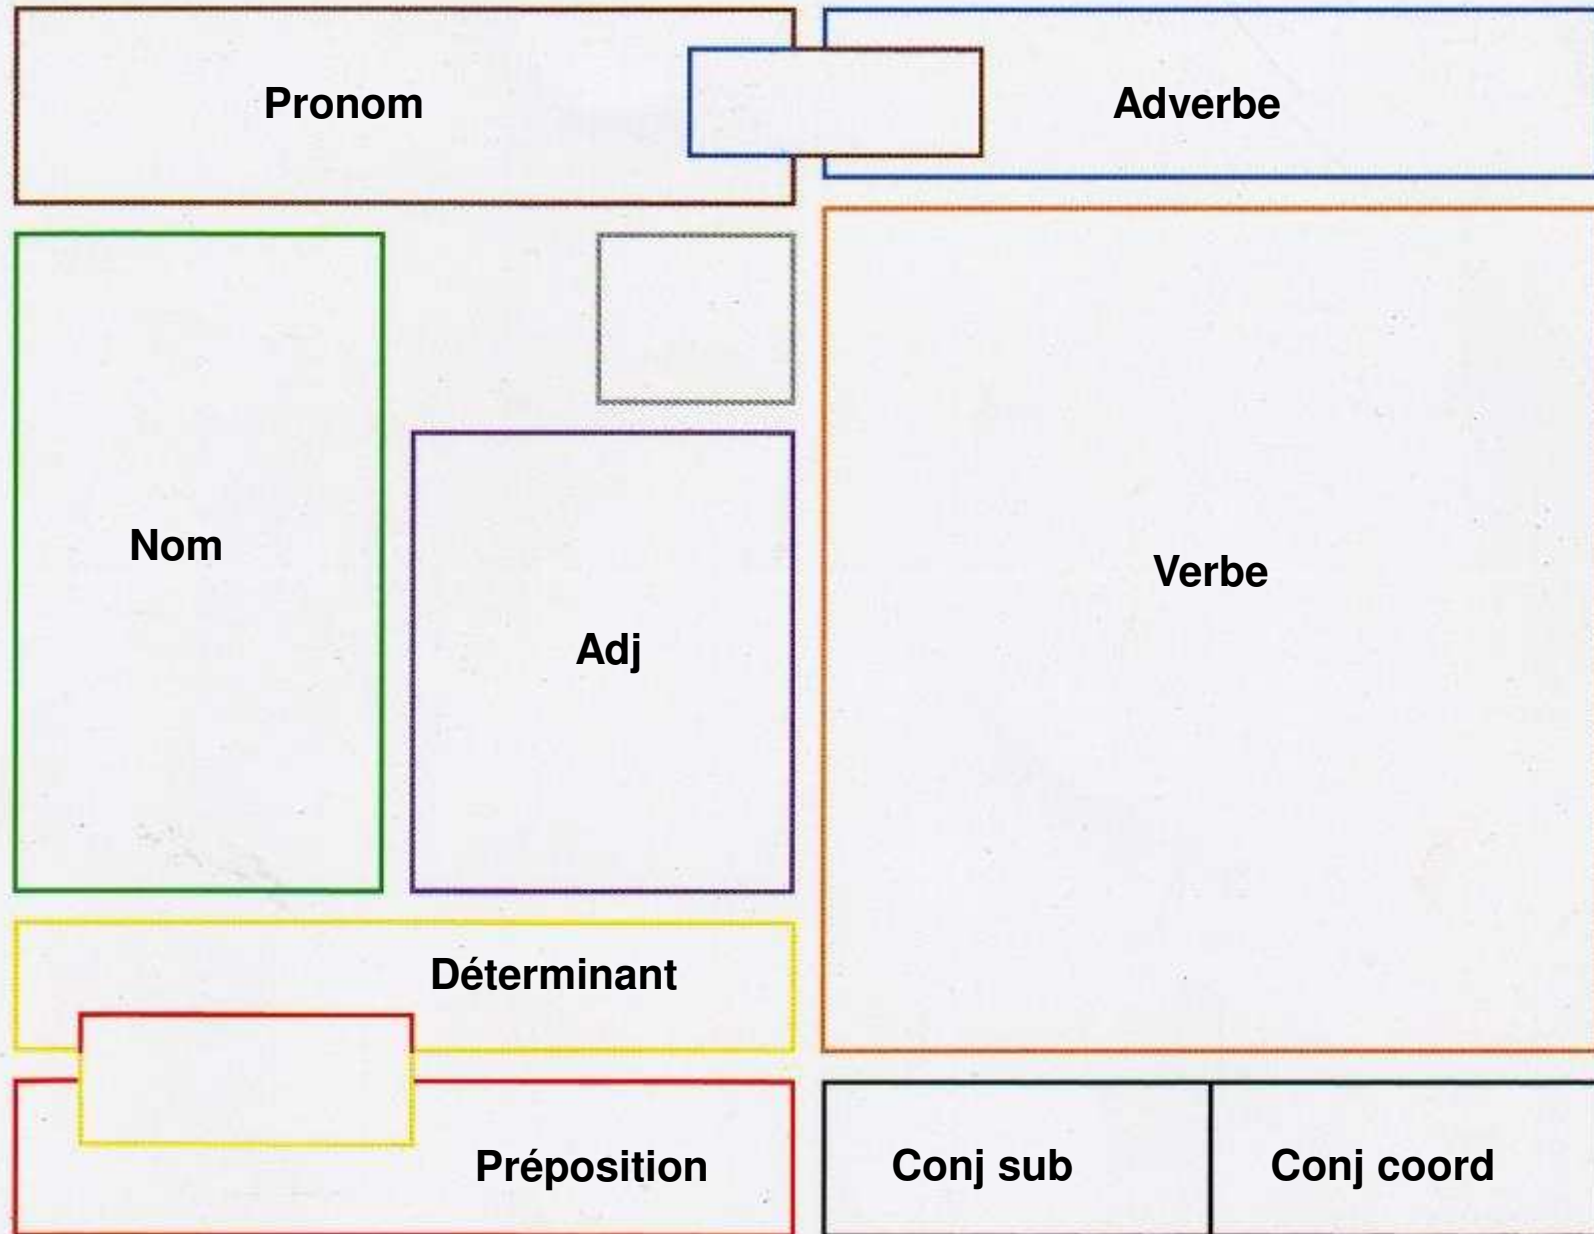 Pronom
Adverbe
Nom
Adj
Verbe
Déterminant
Préposition
Conj sub
Conj coord